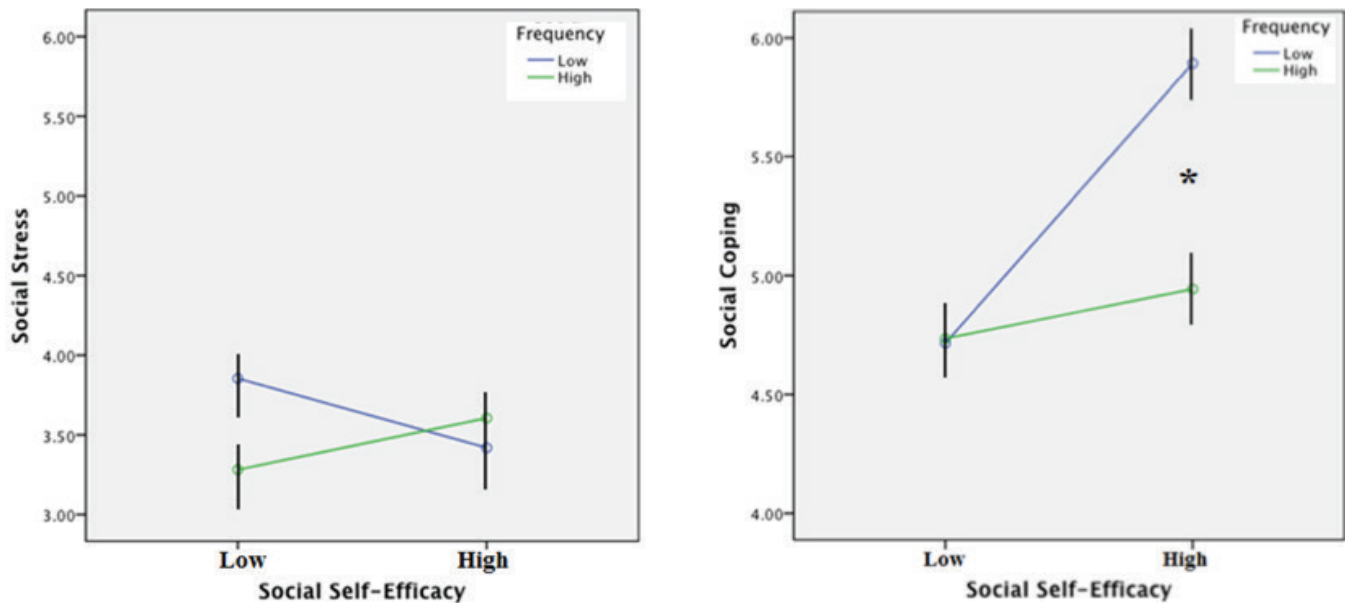 Frequency
Low
High
6.00
5.50
5.00
4.50
4.00
3.50
3.00
Social Stress
Low High
Social Self-Efficacy
Frequency
Low
High
6.00
5.50
5.00
4.50
4.00
*
Social Coping
Low High
Social Self-Efficacy